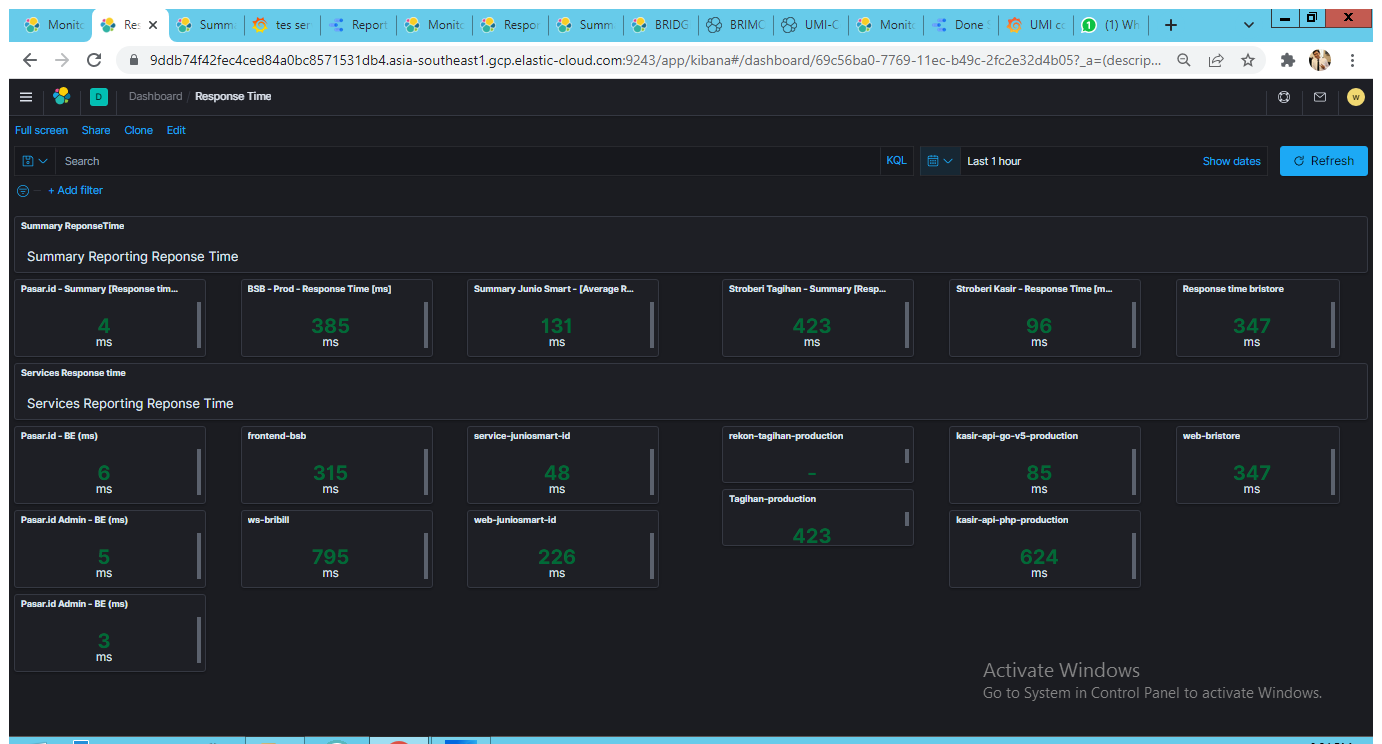 Monito
Re:
Summa
tes ser
Report
Monito
Respor
Summ
BRIDG
BRIMC
UMI-C
Monito
Done S
UMI co
(1) Wh
9ddb74f42fec4ced84a0bc8571531db4.asia-southeast1.gcp.elastic-cloud.com:9243/app/kibana#/dashboard/69c56ba0-7769-11ec-b49c-2fc2e32d4b05?_a=(descrip...
D Dashboard / Response Time w
Full screen Share Clone Edit
Search KQL Last 1 hour Show dates Refresh
+ Add filter
Summary ReponseTime
Summary Reporting Reponse Time
Pasar.id - Summary [Response tim...
4
ms
BSB - Prod - Response Time [ms]
385
ms
Summary Junio Smart - [Average R...
131
ms
Stroberi Tagihan - Summary [Resp...
423
ms
Stroberi Kasir - Response Time [m...
96
ms
Response time bristore
347
ms
Services Response time
Services Reporting Reponse Time
Pasar.id - BE (ms)
6
ms
frontend-bsb
315
ms
service-juniosmart-id
48
ms
rekon-tagihan-production
-
kasir-api-go-v5-production
85
ms
web-bristore
347
ms
Pasar.id Admin - BE (ms)
5
ms
ws-bribill
795
ms
web-juniosmart-id
226
ms
Tagihan-production
423
kasir-api-php-production
624
ms
Pasar.id Admin - BE (ms)
3
ms
Activate Windows
Go to System in Control Panel to activate Windows.